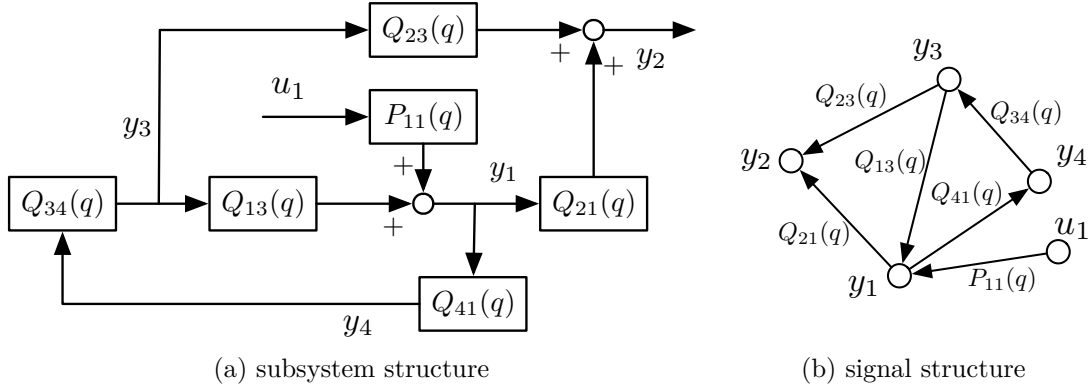 Q23(q)
+
+
y2
u1
P11(q)
y3
+
y1
Q34(q)
Q13(q)
+
Q21(q)
Q41(q)
y4
(a) subsystem structure
y3
Q23(q)
Q34(q)
y2
Q13(q)
y4
Q41(q)
Q21(q)
u1
y1
P11(q)
(b) signal structure